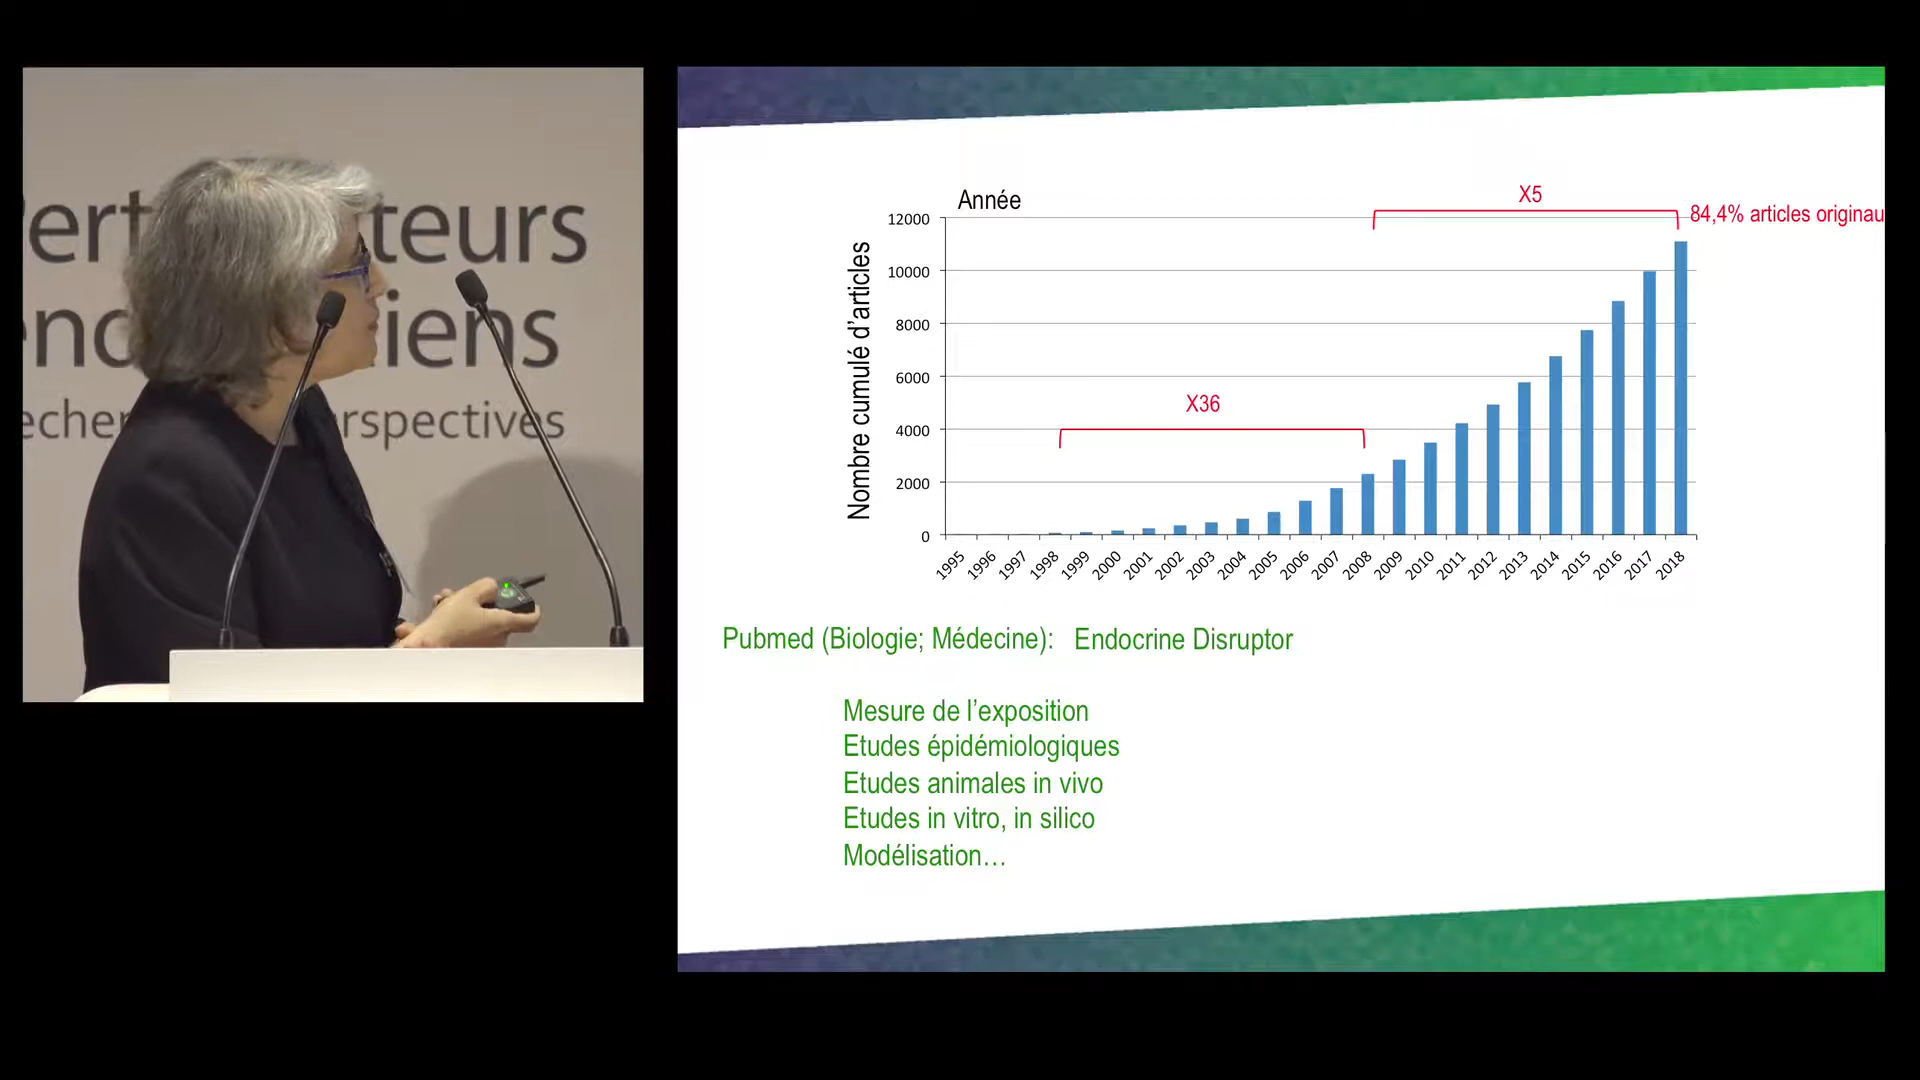 teurs
iens
rspectives
Année
X5
84,4% articles originau
Nombre cumulé d’articles
12000
10000
8000
6000
4000
2000
0
X36
1995
1996
1997
1998
1999
2000
2001
2002
2003
2004
2005
2006
2007
2008
2009
2010
2011
2012
2013
2014
2015
2016
2017
2018
Pubmed (Biologie; Médecine): Endocrine Disruptor
Mesure de l’exposition
Etudes épidémiologiques
Etudes animales in vivo
Etudes in vitro, in silico
Modélisation…